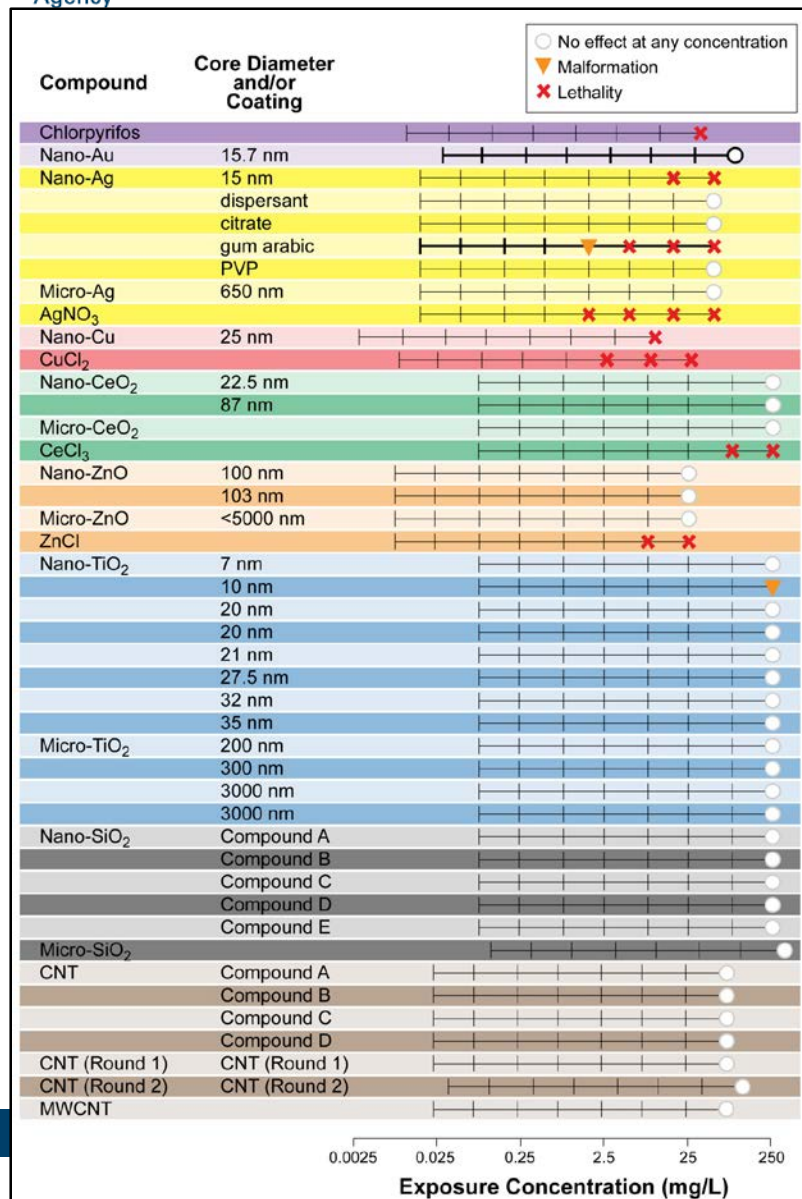 Agency
No effect at any concentration
Malformation
Lethality
Compound
Core Diameter
and/or
Coating
Chlorpyrifos
Nano-Au 15.7 nm
Nano-Ag 15 nm
dispersant
citrate
gum arabic
PVP
Micro-Ag 650 nm
AgNO₃
Nano-Cu 25 nm
CuCl₂
Nano-CeO₂ 22.5 nm
87 nm
Micro-CeO₂
CeCl₃
Nano-ZnO 100 nm
103 nm
Micro-ZnO <5000 nm
ZnCl
Nano-TiO₂ 7 nm
10 nm
20 nm
20 nm
21 nm
27.5 nm
32 nm
35 nm
Micro-TiO₂ 200 nm
300 nm
3000 nm
3000 nm
Nano-SiO₂ Compound A
Compound B
Compound C
Compound D
Compound E
Micro-SiO₂
CNT Compound A
Compound B
Compound C
Compound D
CNT (Round 1) CNT (Round 1)
CNT (Round 2) CNT (Round 2)
MWCNT
0.0025 0.025 0.25 2.5 25 250
Exposure Concentration (mg/L)